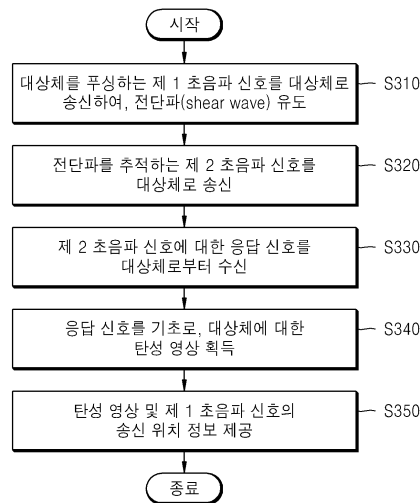 시작
대상체를 푸싱하는 제 1 초음파 신호를 대상체로
송신하여, 전단파(shear wave) 유도
S310
전단파를 추적하는 제 2 초음파 신호를
대상체로 송신
S320
제 2 초음파 신호에 대한 응답 신호를
대상체로부터 수신
S330
응답 신호를 기초로, 대상체에 대한
탄성 영상 획득
S340
탄성 영상 및 제 1 초음파 신호의
송신 위치 정보 제공
S350
종료